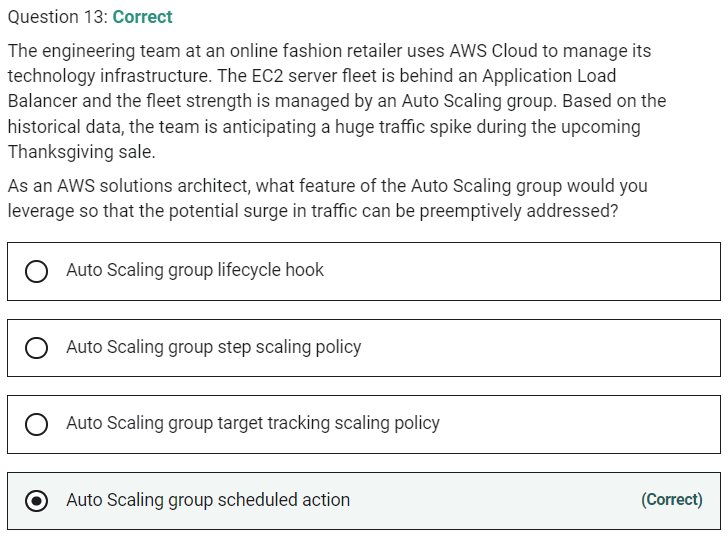 Question 13: Correct
The engineering team at an online fashion retailer uses AWS Cloud to manage its
technology infrastructure. The EC2 server fleet is behind an Application Load
Balancer and the fleet strength is managed by an Auto Scaling group. Based on the
historical data, the team is anticipating a huge traffic spike during the upcoming
Thanksgiving sale.
As an AWS solutions architect, what feature of the Auto Scaling group would you
leverage so that the potential surge in traffic can be preemptively addressed?
Auto Scaling group lifecycle hook
Auto Scaling group step scaling policy
Auto Scaling group target tracking scaling policy
Auto Scaling group scheduled action (Correct)